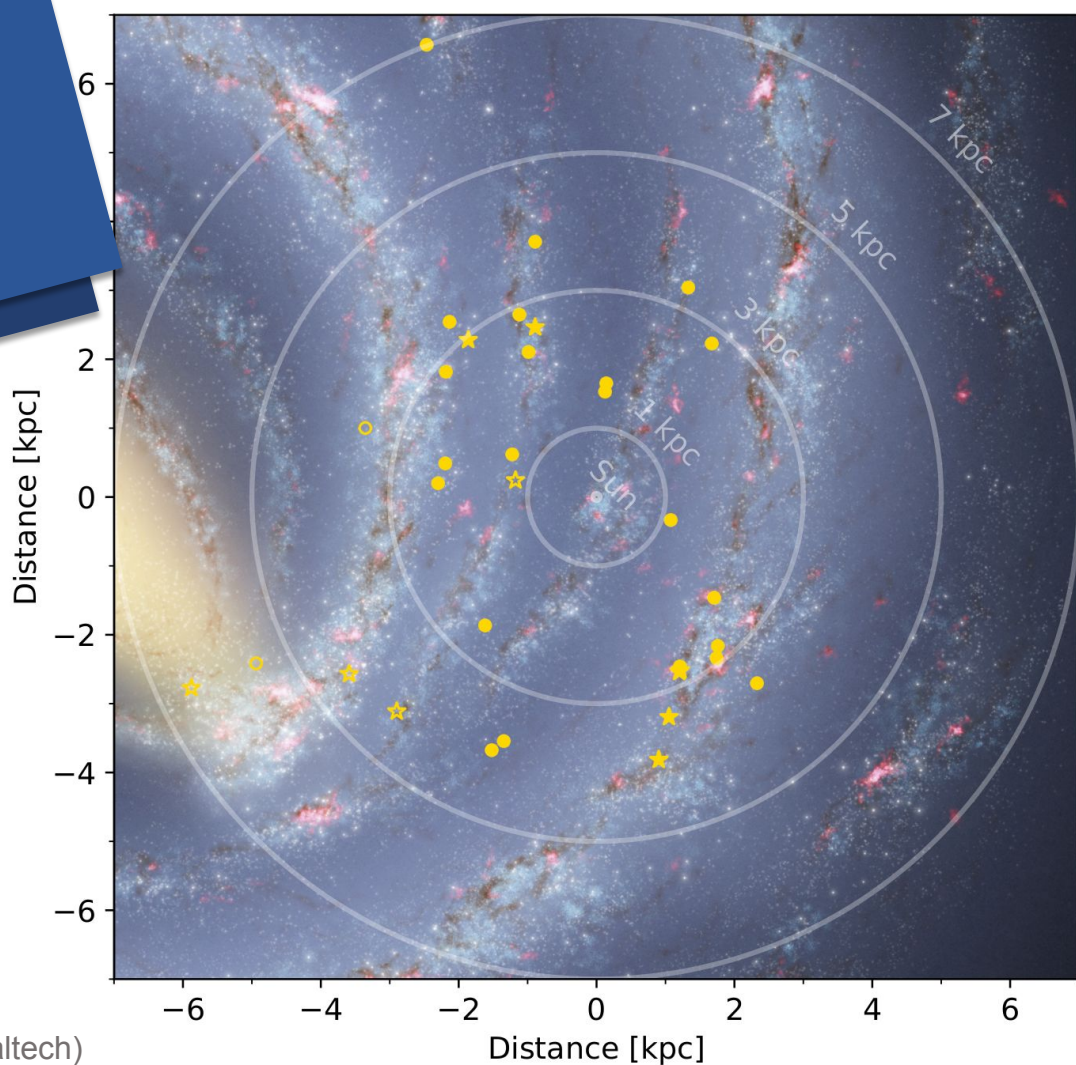 6
2
0
−2
−4
−6
Distance [kpc]
7 kpc
5 kpc
3 kpc
1 kpc
Sun
−6 −4 −2 0 2 4 6
Distance [kpc]
altech)